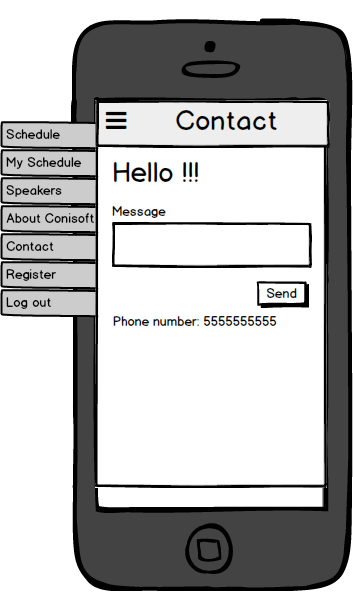 Contact
Schedule
My Schedule
Speakers
About Conisoft
Contact
Register
Log out
Hello !!!
Message
Send
Phone number: 5555555555